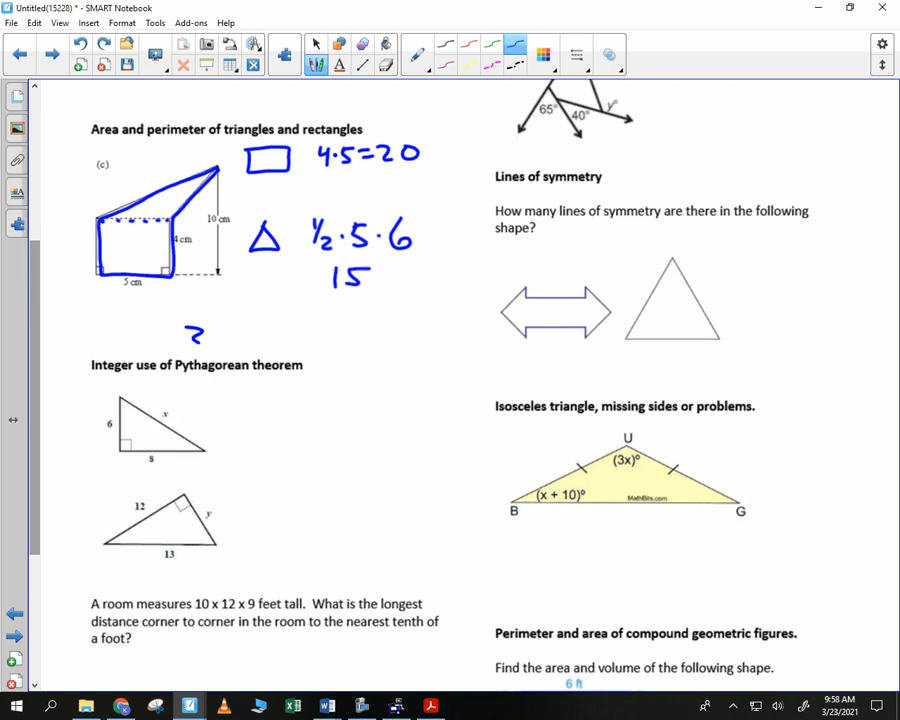 Untitled(15228) * - SMART Notebook
File Edit View Insert Format Tools Add-ons Help
Area and perimeter of triangles and rectangles
(c)
10 cm
4 cm
5 cm
4·5=20
½·5·6
15
Integer use of Pythagorean theorem
6
x
8
12
y
13
A room measures 10 x 12 x 9 feet tall. What is the longest
distance corner to corner in the room to the nearest tenth of
a foot?
65°
40°
y°
Lines of symmetry
How many lines of symmetry are there in the following
shape?
Isosceles triangle, missing sides or problems.
U
(3x)°
(x + 10)°
MathBits.com
B
G
Perimeter and area of compound geometric figures.
Find the area and volume of the following shape.
6 ft
9:58 AM
3/23/2021